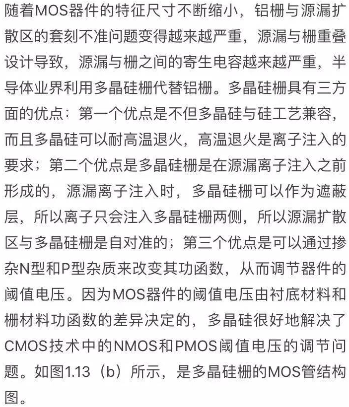 随着MOS器件的特征尺寸不断缩小，铝栅与源漏扩
散区的套刻不准问题变得越来越严重，源漏与栅重叠
设计导致，源漏与栅之间的寄生电容越来越严重，半
导体业界利用多晶硅栅代替铝栅。多晶硅栅具有三方
面的优点：第一个优点是不但多晶硅与硅工艺兼容，
而且多晶硅可以耐高温退火，高温退火是离子注入的
要求；第二个优点是多晶硅栅是在源漏离子注入之前
形成的，源漏离子注入时，多晶硅栅可以作为遮蔽
层，所以离子只会注入多晶硅栅两侧，所以源漏扩散
区与多晶硅栅是自对准的；第三个优点是可以通过掺
杂N型和P型杂质来改变其功函数，从而调节器件的
阈值电压。因为MOS器件的阈值电压由衬底材料和
栅材料功函数的差异决定的，多晶硅很好地解决了
CMOS技术中的NMOS和PMOS阈值电压的调节问
题。如图1.13（b）所示，是多晶硅栅的MOS管结构
图。